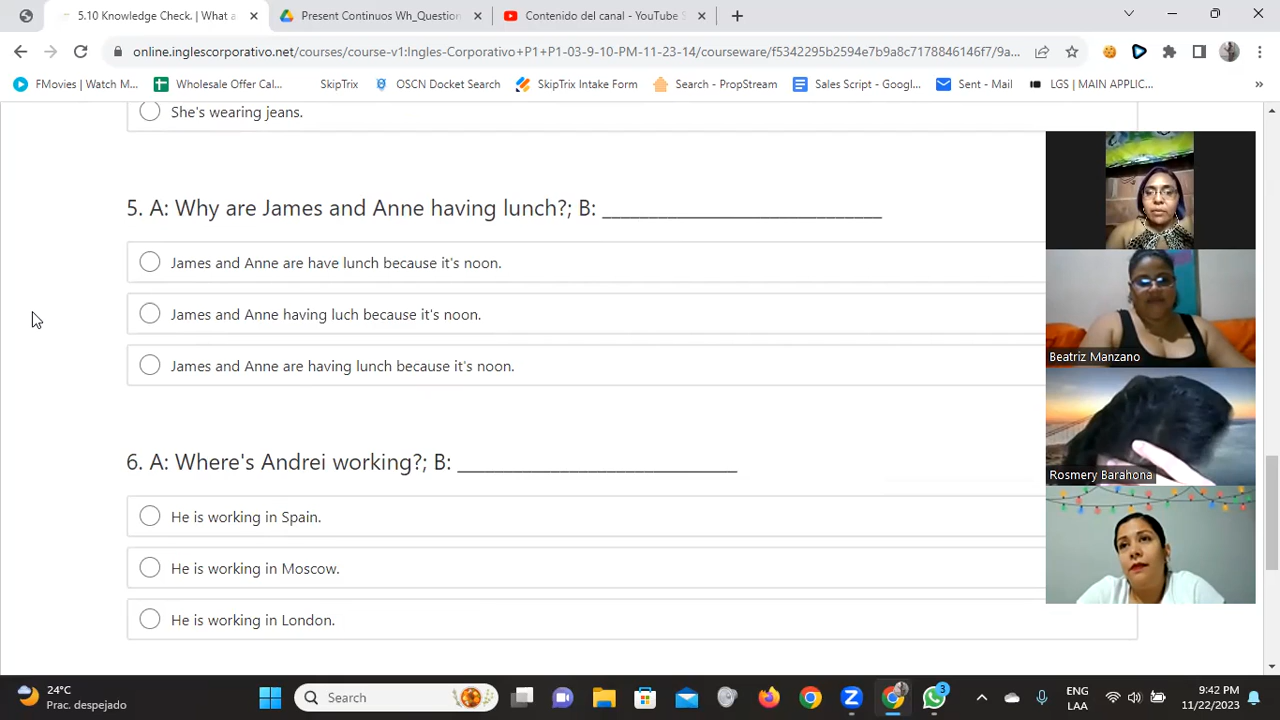 5.10 Knowledge Check. | What a
Present Continuos Wh_Question
Contenido del canal - YouTube S
online.inglescorporativo.net/courses/course-v1:Ingles-Corporativo+P1+P1-03-9-10-PM-11-23-14/courseware/f5342295b2594e7b9a8c7178846146f7/9a...
FMovies | Watch M...
Wholesale Offer Cal...
SkipTrix
OSCN Docket Search
SkipTrix Intake Form
Search - PropStream
Sales Script - Googl...
Sent - Mail
LGS | MAIN APPLIC...
»
She's wearing jeans.
5. A: Why are James and Anne having lunch?; B: ______________________________
James and Anne are have lunch because it's noon.
James and Anne having luch because it's noon.
James and Anne are having lunch because it's noon.
Beatriz Manzano
Rosmery Barahona
6. A: Where's Andrei working?; B: ______________________________
He is working in Spain.
He is working in Moscow.
He is working in London.
24°C
Prac. despejado
Search
3
ENG
LAA
9:42 PM
11/22/2023